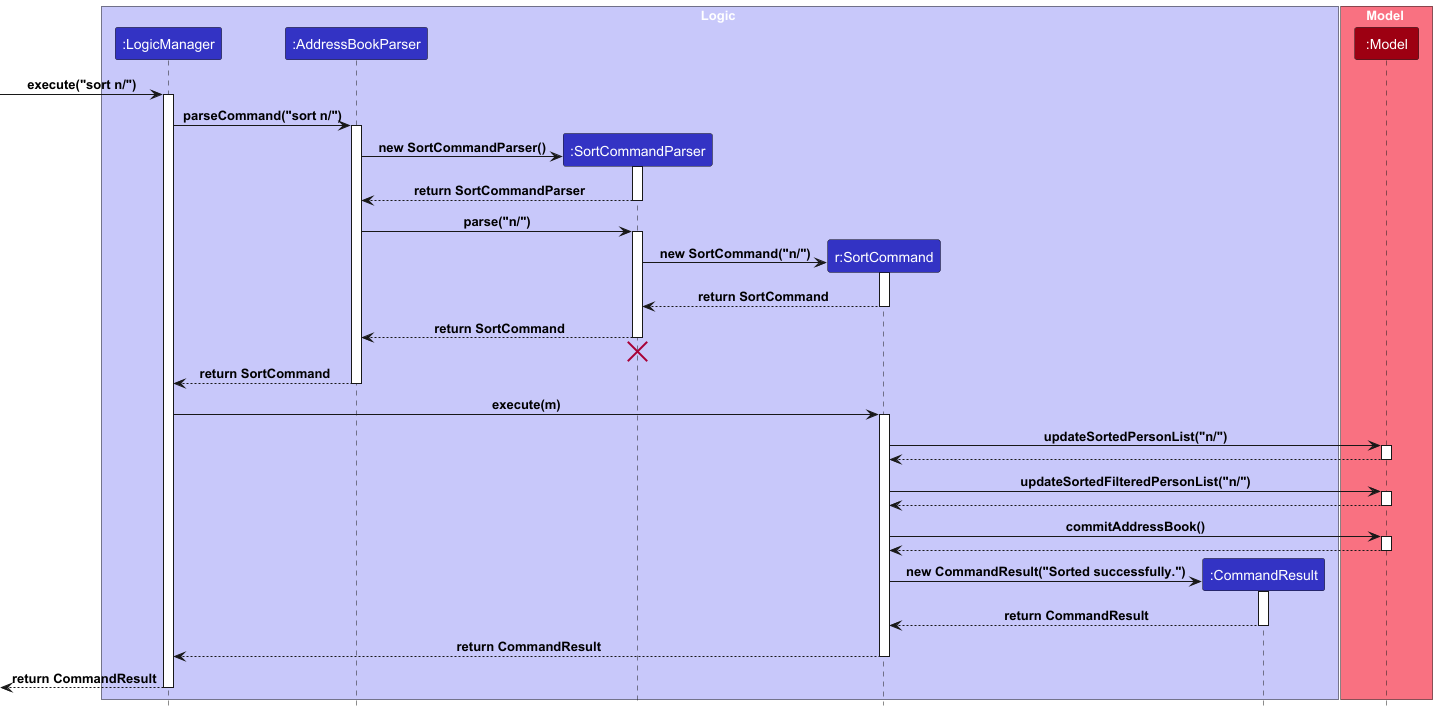 Logic
Model
:LogicManager
:AddressBookParser
:Model
execute("sort n/")
parseCommand("sort n/")
new SortCommandParser()
:SortCommandParser
return SortCommandParser
parse("n/")
new SortCommand("n/")
r:SortCommand
return SortCommand
return SortCommand
return SortCommand
execute(m)
updateSortedPersonList("n/")
updateSortedFilteredPersonList("n/")
commitAddressBook()
new CommandResult("Sorted successfully.")
:CommandResult
return CommandResult
return CommandResult
return CommandResult